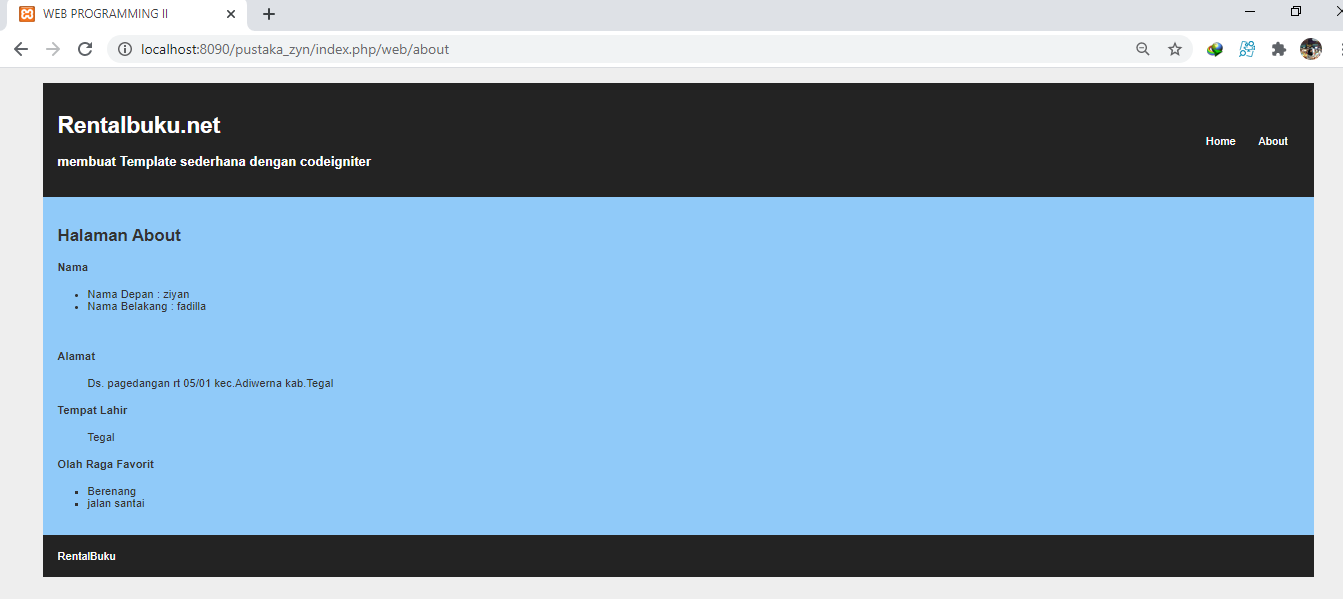 WEB PROGRAMMING II
localhost:8090/pustaka_zyn/index.php/web/about
Rentalbuku.net
membuat Template sederhana dengan codeigniter
Home About
Halaman About
Nama
Nama Depan : ziyan
Nama Belakang : fadilla
Alamat
Ds. pagedangan rt 05/01 kec.Adiwerna kab.Tegal
Tempat Lahir
Tegal
Olah Raga Favorit
Berenang
jalan santai
RentalBuku